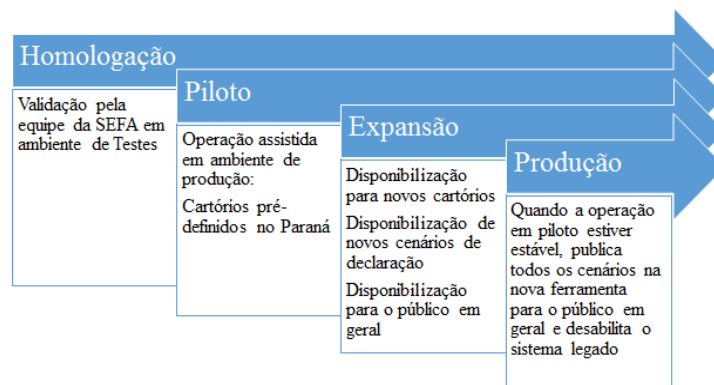 Homologação
Validação pela
equipe da SEFA em
ambiente de Testes
Piloto
Operação assistida
em ambiente de
produção:
Cartórios pré-
definidos no Paraná
Expansão
Disponibilização
para novos cartórios
Disponibilização de
novos cenários de
declaração
Disponibilização
para o público em
geral
Produção
Quando a operação
em piloto estiver
estável, publica
todos os cenários na
nova ferramenta
para o público em
geral e desabilita o
sistema legado